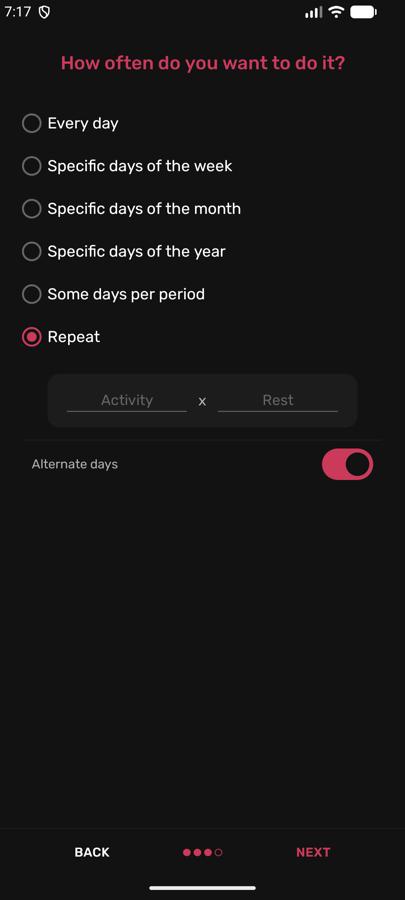 7:17
How often do you want to do it?
Every day
Specific days of the week
Specific days of the month
Specific days of the year
Some days per period
Repeat
Activity x Rest
Alternate days
BACK NEXT